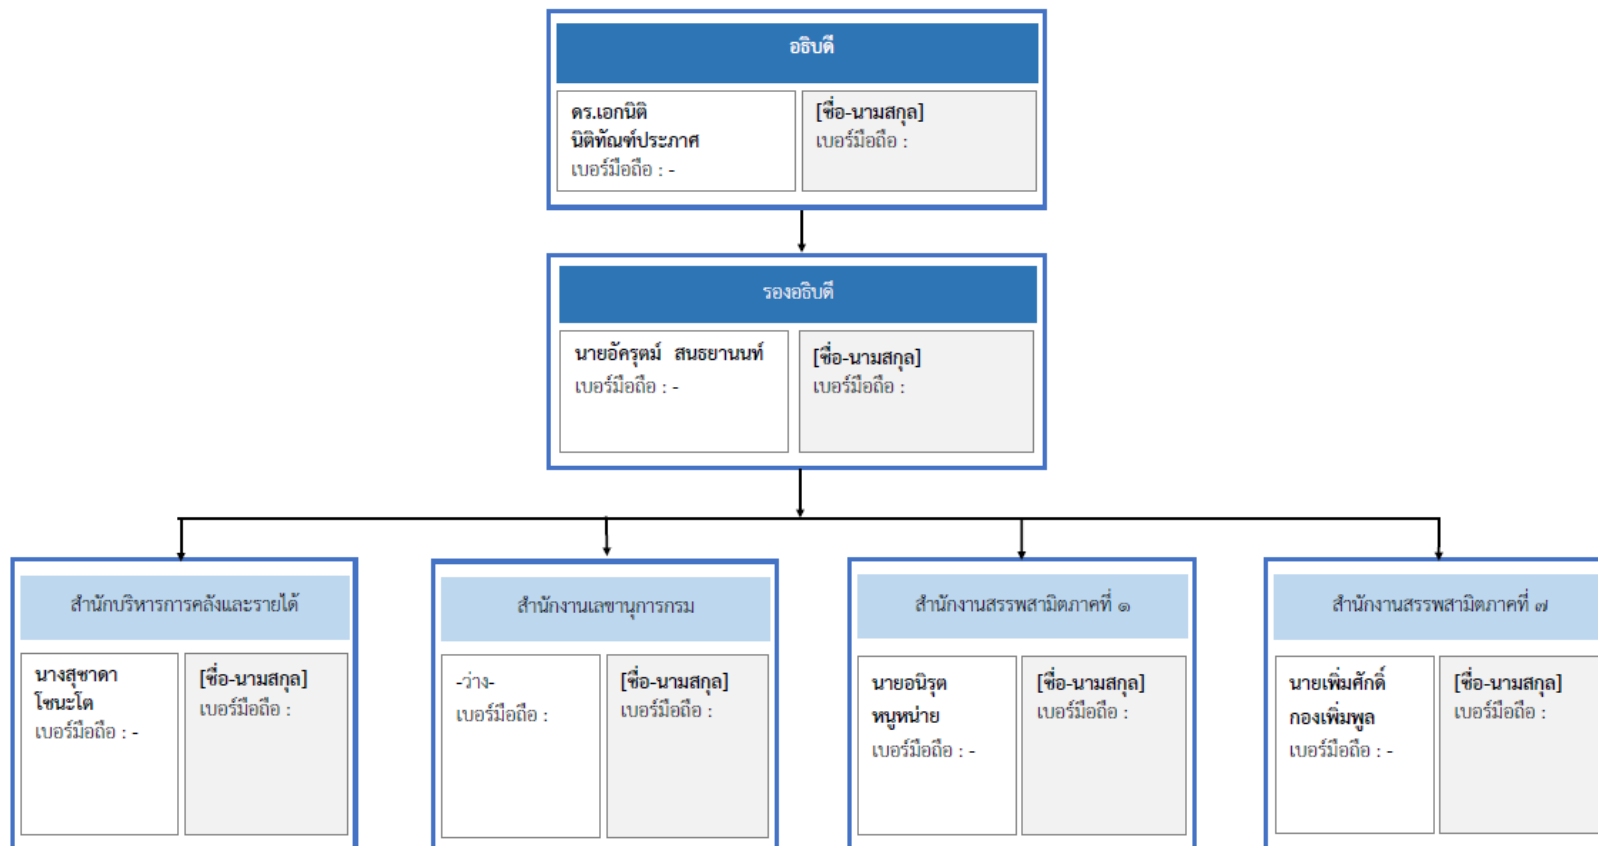 อธิบดี
ดร.เอกนิติ
นิติทัณฑ์ประภาศ
เบอร์มือถือ : -
[ชื่อ-นามสกุล]
เบอร์มือถือ :
รองอธิบดี
นายอัครุตม์ สนธยานนท์
เบอร์มือถือ : -
[ชื่อ-นามสกุล]
เบอร์มือถือ :
สำนักบริหารการคลังและรายได้
นางสุชาดา
โชนะโต
เบอร์มือถือ : -
[ชื่อ-นามสกุล]
เบอร์มือถือ :
สำนักงานเลขานุการกรม
-ว่าง-
เบอร์มือถือ :
[ชื่อ-นามสกุล]
เบอร์มือถือ :
สำนักงานสรรพสามิตภาคที่ ๑
นายอนิรุต
หนูหน่าย
เบอร์มือถือ : -
[ชื่อ-นามสกุล]
เบอร์มือถือ :
สำนักงานสรรพสามิตภาคที่ ๗
นายเพิ่มศักดิ์
กองเพิ่มพูล
เบอร์มือถือ : -
[ชื่อ-นามสกุล]
เบอร์มือถือ :